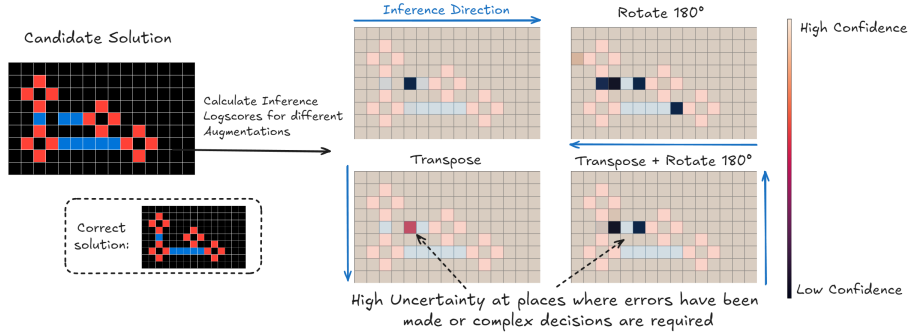 Candidate Solution
Calculate Inference
Logscores for different
Augmentations
Correct
solution:
Inference Direction
Rotate 180°
Transpose
Transpose + Rotate 180°
High Confidence
Low Confidence
High Uncertainty at places where errors have been
made or complex decisions are required